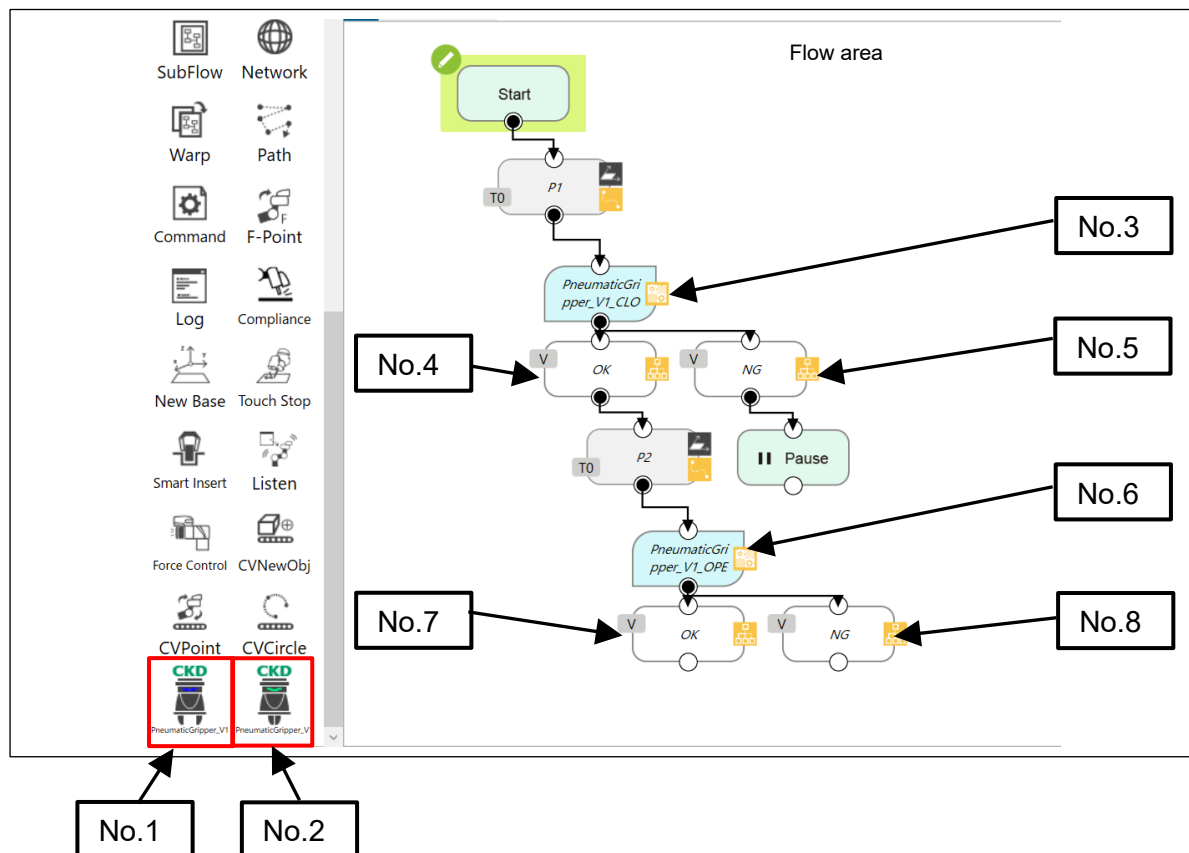 Flow area
SubFlow Network
Warp Path
Command F-Point
F
Log Compliance
New Base Touch Stop
x z y
Smart Insert Listen
Force Control CVNewObj
CVPoint CVCircle
CKD CKD
PneumaticGripper_V1 PneumaticGripper_V
Start
P1
T0
PneumaticGri
pper_V1_CLO
V OK
V NG
P2
T0
Pause
PneumaticGri
pper_V1_OPE
V OK
V NG
No.3
No.4
No.5
No.6
No.7
No.8
No.1
No.2